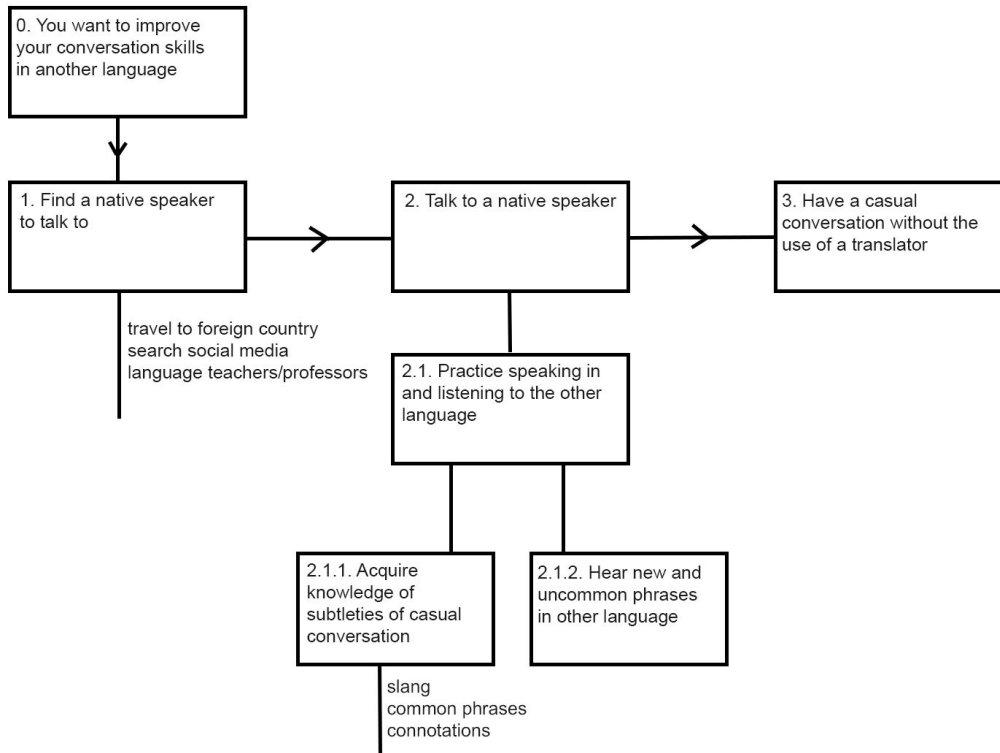 0. You want to improve
your conversation skills
in another language
1. Find a native speaker
to talk to
2. Talk to a native speaker
3. Have a casual
conversation without the
use of a translator
travel to foreign country
search social media
language teachers/professors
2.1. Practice speaking in
and listening to the other
language
2.1.1. Acquire
knowledge of
subtleties of casual
conversation
2.1.2. Hear new and
uncommon phrases
in other language
slang
common phrases
connotations